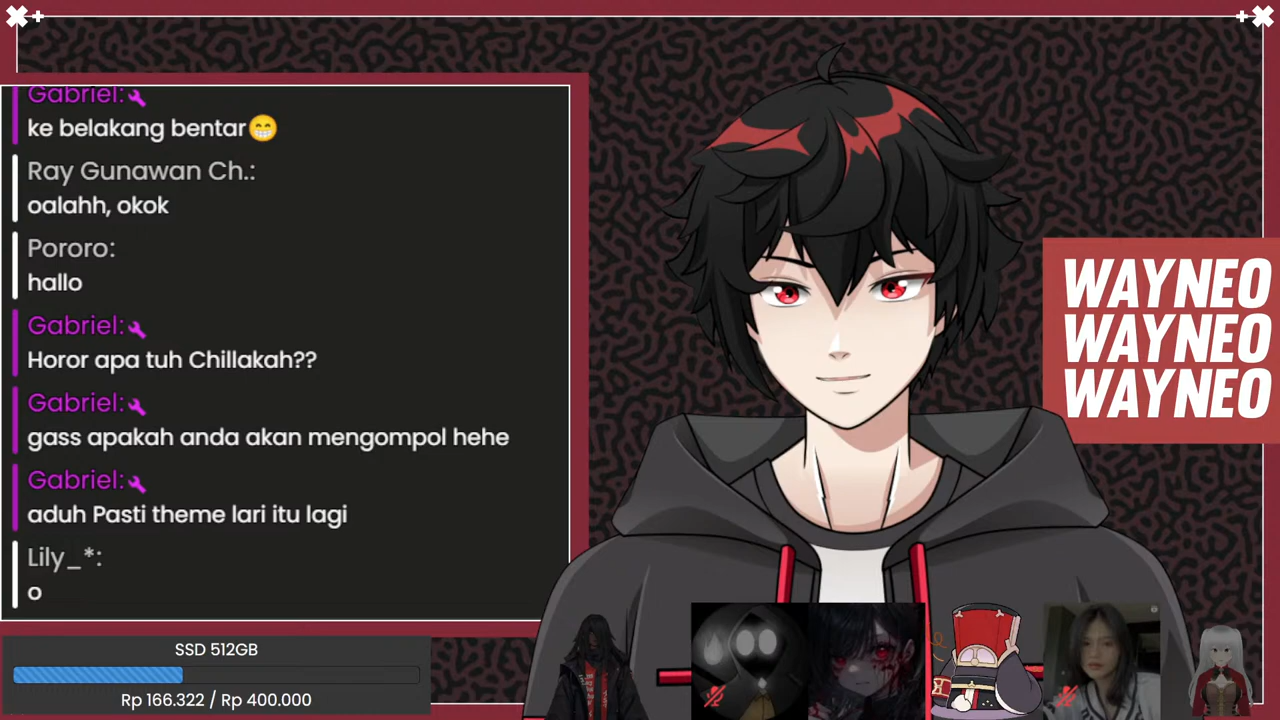 Gabriel:
ke belakang bentar😁
Ray Gunawan Ch.:
oalahh, okok
Pororo:
hallo
Gabriel:
Horor apa tuh Chillakah??
Gabriel:
gass apakah anda akan mengompol hehe
Gabriel:
aduh Pasti theme lari itu lagi
Lily_*:
o
SSD 512GB
Rp 166.322 / Rp 400.000
WAYNEO
WAYNEO
WAYNEO